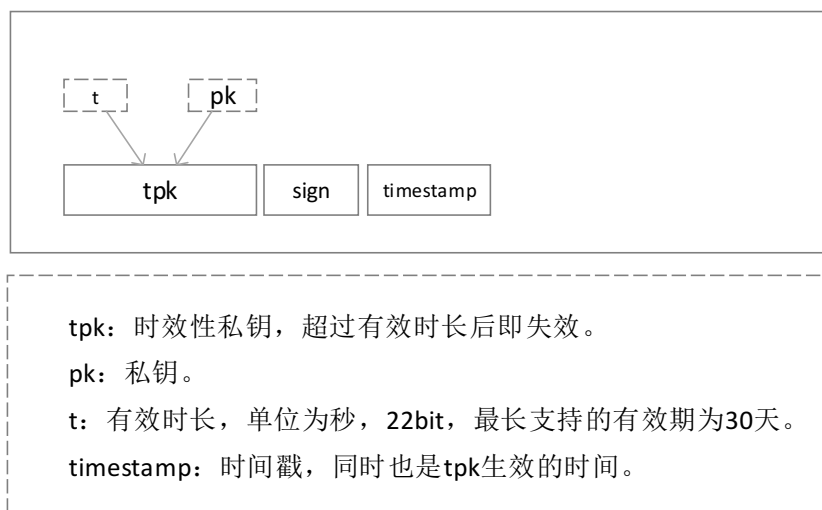 t pk
tpk sign timestamp
tpk：时效性私钥，超过有效时长后即失效。
pk：私钥。
t：有效时长，单位为秒，22bit，最长支持的有效期为30天。
timestamp：时间戳，同时也是tpk生效的时间。